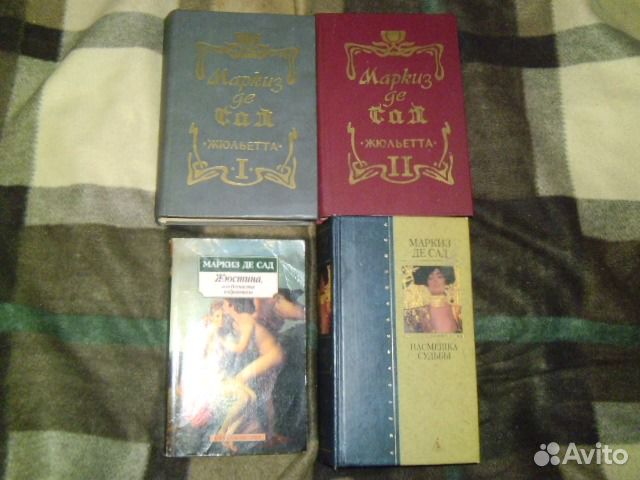 Маркиз
де
Сад
·ЖЮЛЬЕТТА·
I
Маркиз
де
Сад
·ЖЮЛЬЕТТА·
II
МАРКИЗ ДЕ САД
Жюстина,
МАРКИЗ
ДЕ САД
НАСМЕШКА
СУДЬБЫ
Avito